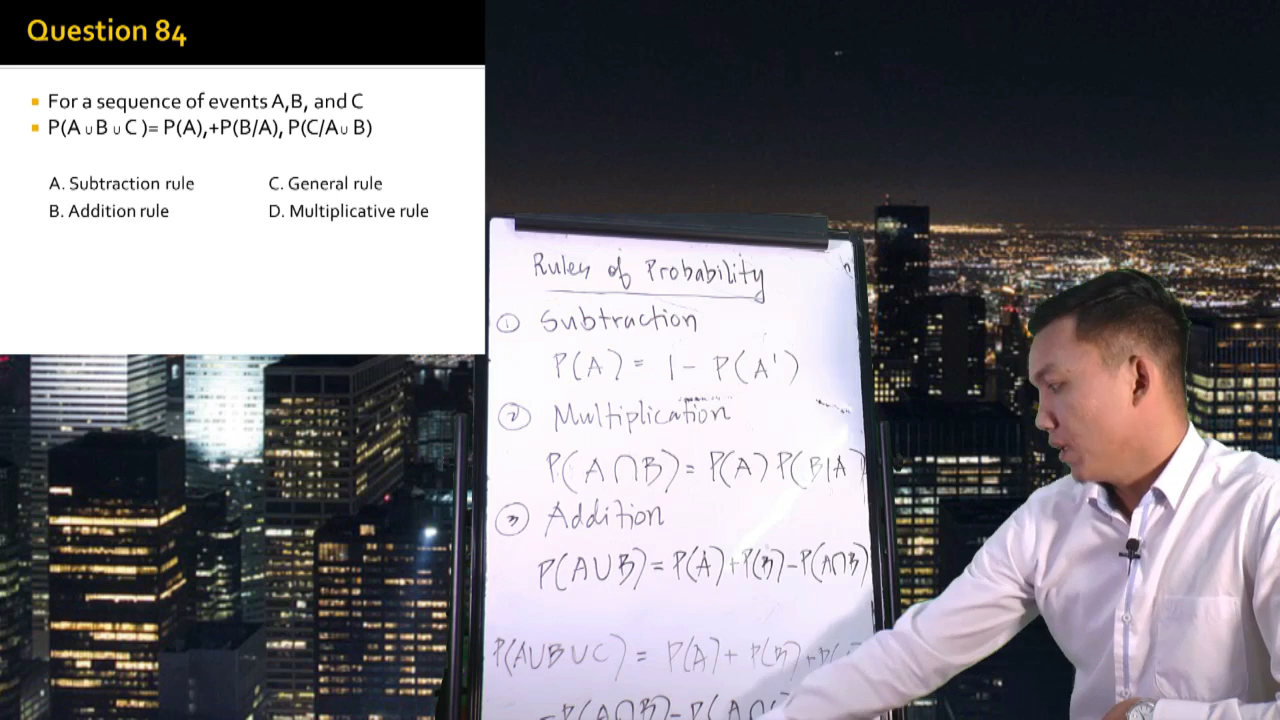 Question 84
For a sequence of events A,B, and C
P(A ∪ B ∪ C )= P(A),+P(B/A), P(C/A∪ B)
A. Subtraction rule
C. General rule
B. Addition rule
D. Multiplicative rule
Rules of Probability
① Subtraction
P(A) = 1 - P(A')
② Multiplication
P(A∩B) = P(A) P(B|A
③ Addition
P(A∪B) = P(A)+P(B)-P(A∩B)
P(A∪B∪C) = P(A)+ P(B)+
-P(A∩B)-P(A∩